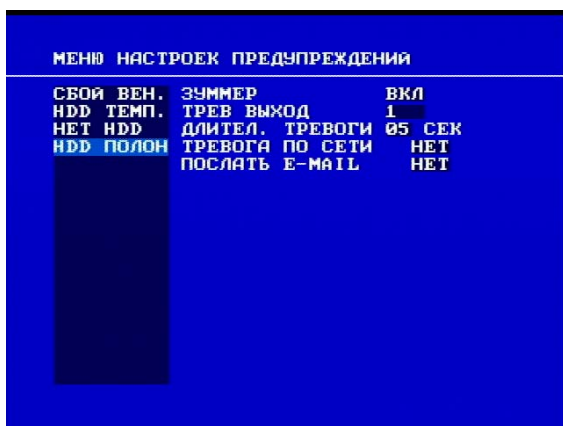 МЕНЮ НАСТРОЕК ПРЕДУПРЕЖДЕНИЙ
СБОЙ ВЕН. ЗУММЕР ВКЛ
HDD ТЕМП. ТРЕВ ВЫХОД 1
НЕТ HDD ДЛИТЕЛ. ТРЕВОГИ 05 СЕК
HDD ПОЛОН ТРЕВОГА ПО СЕТИ НЕТ
ПОСЛАТЬ E-MAIL НЕТ